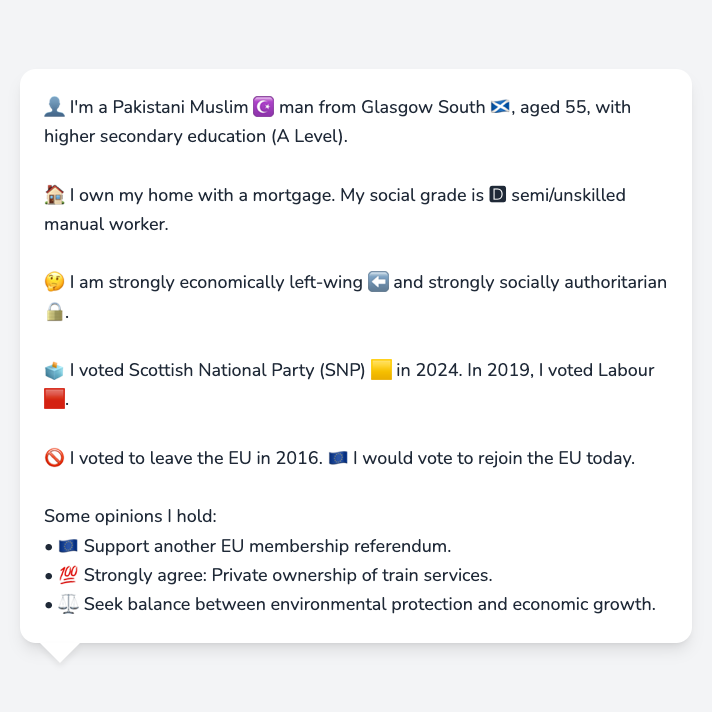 👤 I'm a Pakistani Muslim ☪️ man from Glasgow South 🏴󠁧󠁢󠁳󠁣󠁴󠁿, aged 55, with
higher secondary education (A Level).
🏠 I own my home with a mortgage. My social grade is 🅳 semi/unskilled
manual worker.
🤔 I am strongly economically left-wing ⬅️ and strongly socially authoritarian
🔒.
🗳️ I voted Scottish National Party (SNP) 🟨 in 2024. In 2019, I voted Labour
🟥.
🚫 I voted to leave the EU in 2016. 🇪🇺 I would vote to rejoin the EU today.
Some opinions I hold:
• 🇪🇺 Support another EU membership referendum.
• 💯 Strongly agree: Private ownership of train services.
• ⚖️ Seek balance between environmental protection and economic growth.